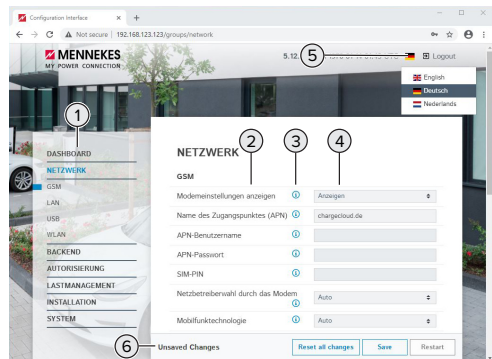 Configuration Interface
Not secure 192.168.123.123/groups/network
MENNEKES
MY POWER CONNECTION
5.12.
5
Logout
English
Deutsch
Nederlands
1
DASHBOARD
NETZWERK
GSM
LAN
USB
WLAN
BACKEND
AUTORISIERUNG
LASTMANAGEMENT
INSTALLATION
SYSTEM
NETZWERK
2
3
4
GSM
Modemeinstellungen anzeigen Anzeigen
Name des Zugangspunktes (APN) chargecloud.de
APN-Benutzername
APN-Passwort
SIM-PIN
Netzbetreiberwahl durch das Modem Auto
Mobilfunktechnologie Auto
6
Unsaved Changes
Reset all changes Save Restart